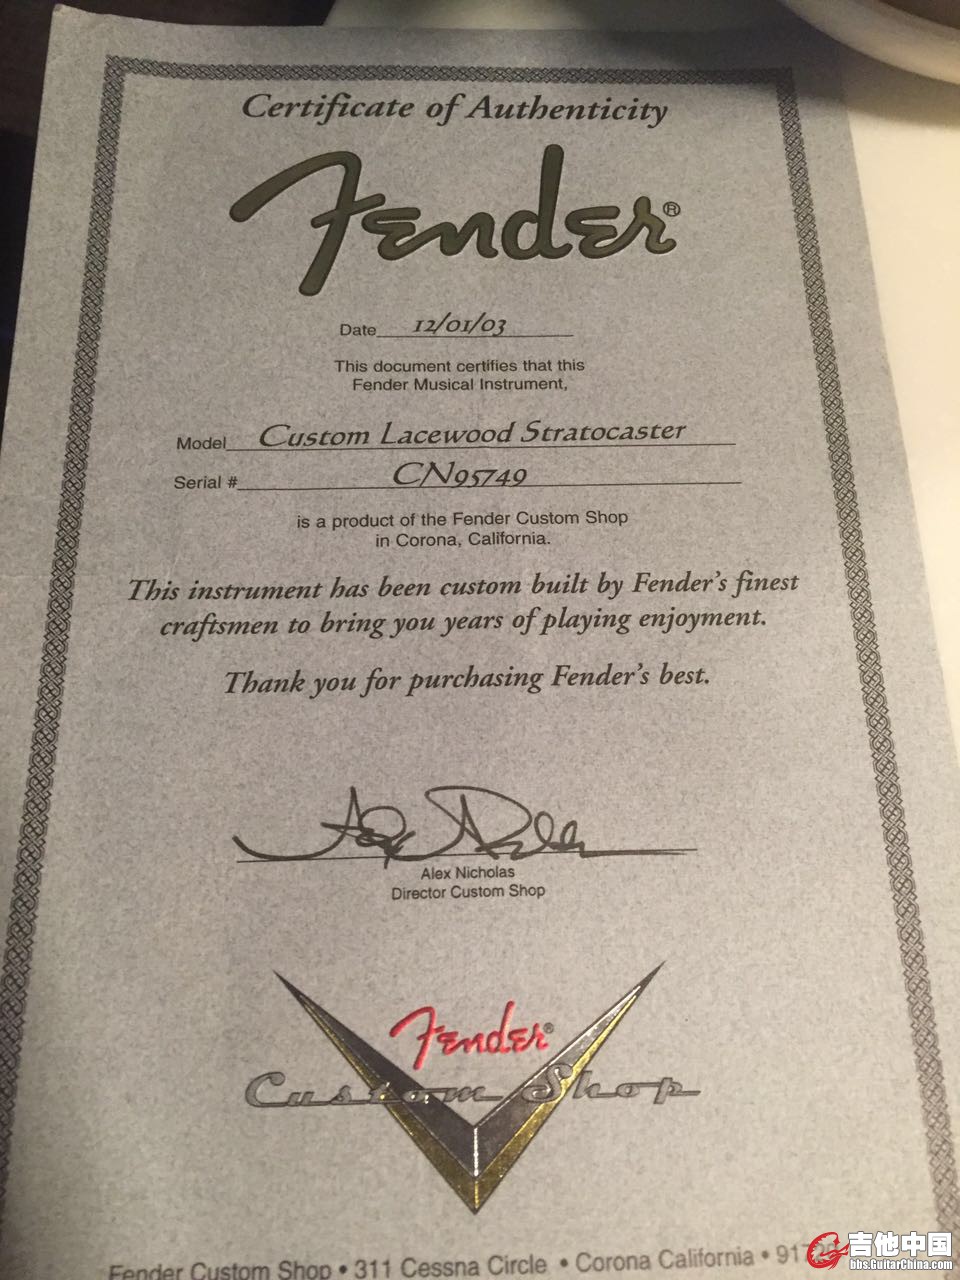 Certificate of Authenticity
Fender®
Date 12/01/03
This document certifies that this
Fender Musical Instrument,
Model Custom Lacewood Stratocaster
Serial # CN95749
is a product of the Fender Custom Shop
in Corona, California.
This instrument has been custom built by Fender's finest
craftsmen to bring you years of playing enjoyment.
Thank you for purchasing Fender's best.
Alex Nicholas
Director Custom Shop
Fender®
Custom Shop
Fender Custom Shop • 311 Cessna Circle • Corona California •
吉他中国
bbs.GuitarChina.com